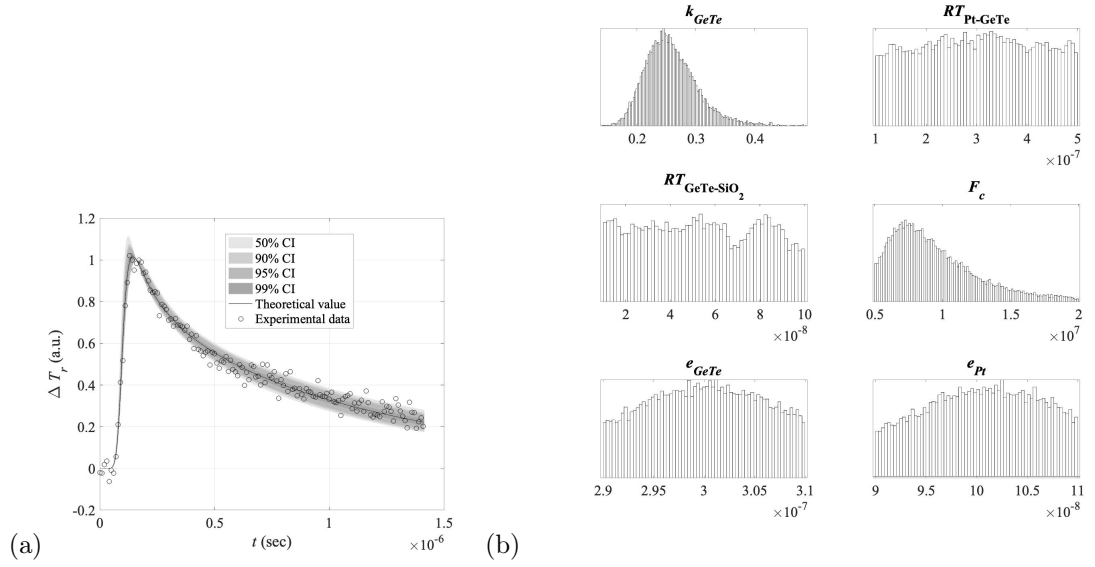 1.2
1
0.8
0.6
0.4
0.2
0
-0.2
0
0.5
1
1.5
×10⁻⁶
Δ Tᵣ (a.u.)
t (sec)
50% CI
90% CI
95% CI
99% CI
Theoretical value
Experimental data
(a)
k_GeTe
0.2 0.3 0.4
RT_Pt-GeTe
1 2 3 4 5
×10⁻⁷
RT_GeTe-SiO₂
2 4 6 8 10
×10⁻⁸
F_c
0.5 1 1.5 2
×10⁷
e_GeTe
2.9 2.95 3 3.05 3.1
×10⁻⁷
e_Pt
9 9.5 10 10.5 11
×10⁻⁸
(b)